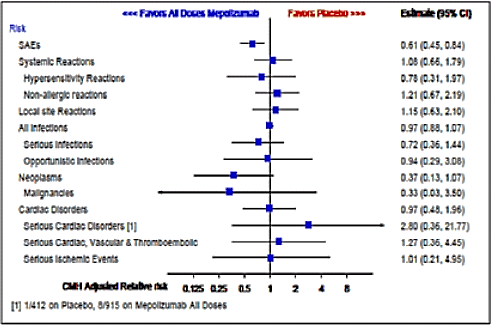 <<< Favors All Doses Mepolizumab Favors Placebo>>> Estimate (95% CI)
Risk
SAEs 0.61 (0.45, 0.84)
Systemic Reactions 1.08 (0.66, 1.79)
Hypersensitivity Reactions 0.78 (0.31, 1.97)
Non-allergic reactions 1.21 (0.67, 2.19)
Local site Reactions 1.15 (0.63, 2.10)
All Infections 0.97 (0.88, 1.07)
Serious Infections 0.72 (0.36, 1.44)
Opportunistic Infections 0.94 (0.29, 3.08)
Neoplasms 0.37 (0.13, 1.07)
Malignancies 0.33 (0.03, 3.50)
Cardiac Disorders 0.97 (0.48, 1.96)
Serious Cardiac Disorders [1] 2.80 (0.36, 21.77)
Serious Cardiac, Vascular & Thromboembolic 1.27 (0.36, 4.45)
Serious Ischemic Events 1.01 (0.21, 4.95)
CMH Adjusted Relative risk 0.125 0.25 0.5 1 2 4 8
[1] 1/412 on Placebo, 8/915 on Mepolizumab All Doses